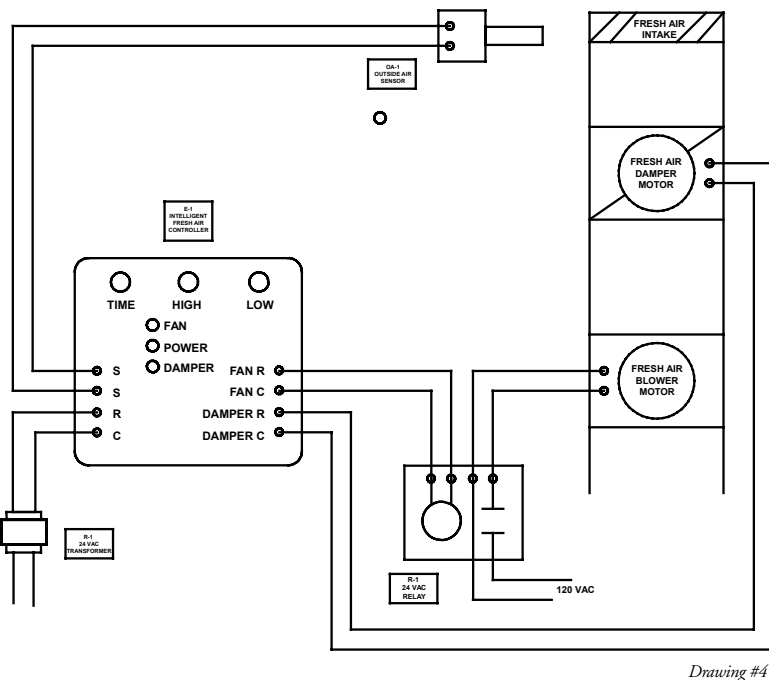 FRESH AIR
INTAKE
OA-1
OUTSIDE AIR
SENSOR
FRESH AIR
DAMPER
MOTOR
E-1
INTELLIGENT
FRESH AIR
CONTROLLER
TIME
HIGH
LOW
FAN
POWER
DAMPER
S
S
R
C
FAN R
FAN C
DAMPER R
DAMPER C
FRESH AIR
BLOWER
MOTOR
R-1
24 VAC
TRANSFORMER
R-1
24 VAC
RELAY
120 VAC
Drawing #4